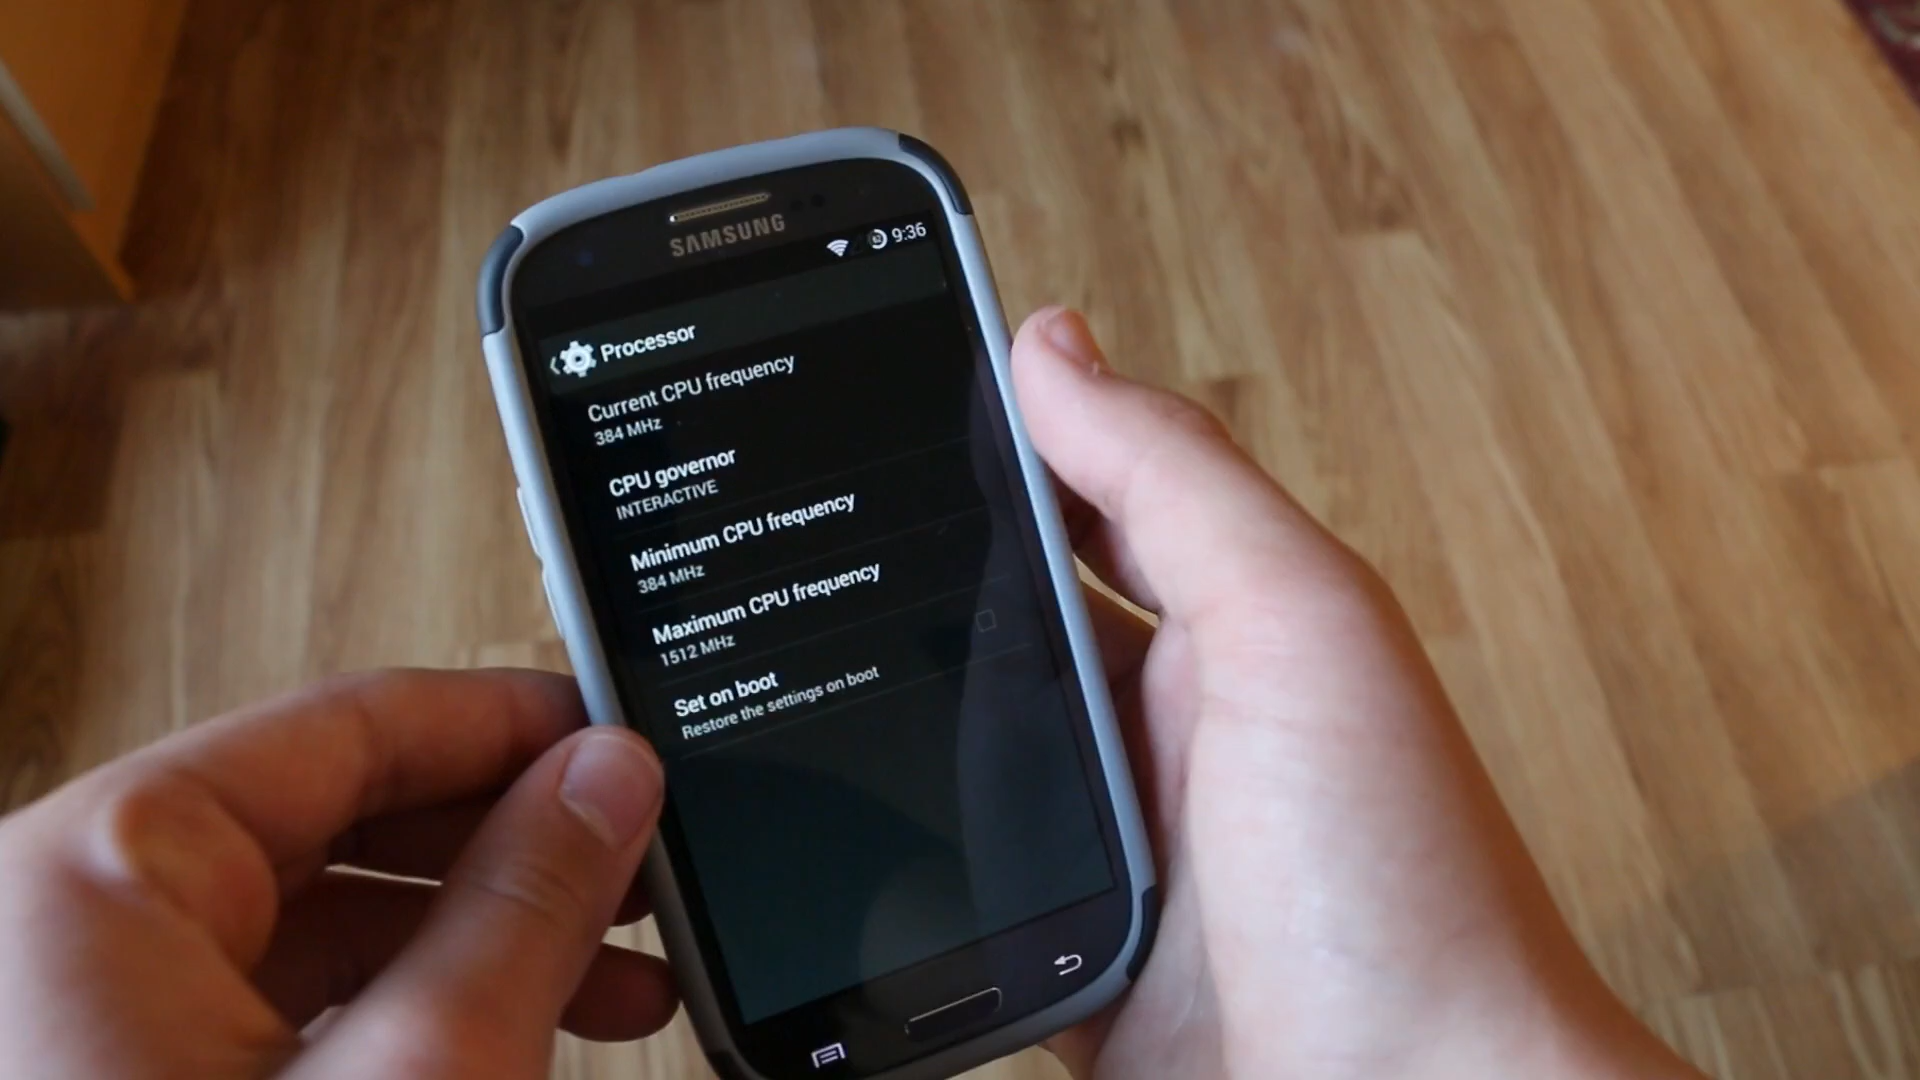 SAMSUNG
9:36
Processor
Current CPU frequency
384 MHz
CPU governor
INTERACTIVE
Minimum CPU frequency
384 MHz
Maximum CPU frequency
1512 MHz
Set on boot
Restore the settings on boot